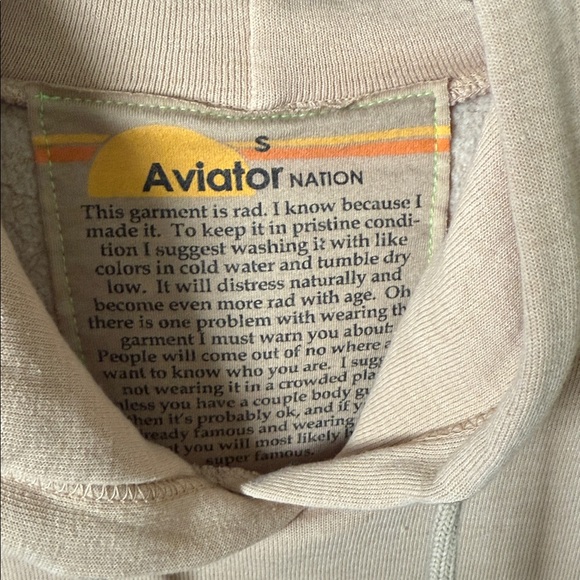 S
Aviator NATION
This garment is rad. I know because I
made it. To keep it in pristine condi-
tion I suggest washing it with like
colors in cold water and tumble dry
low. It will distress naturally and
become even more rad with age. Oh
there is one problem with wearing th
garment I must warn you about:
People will come out of no where a
want to know who you are. I sugg
not wearing it in a crowded pla
less you have a couple body g
then it's probably ok, and if y
ready famous and wearing
you will most likely b
super famous.